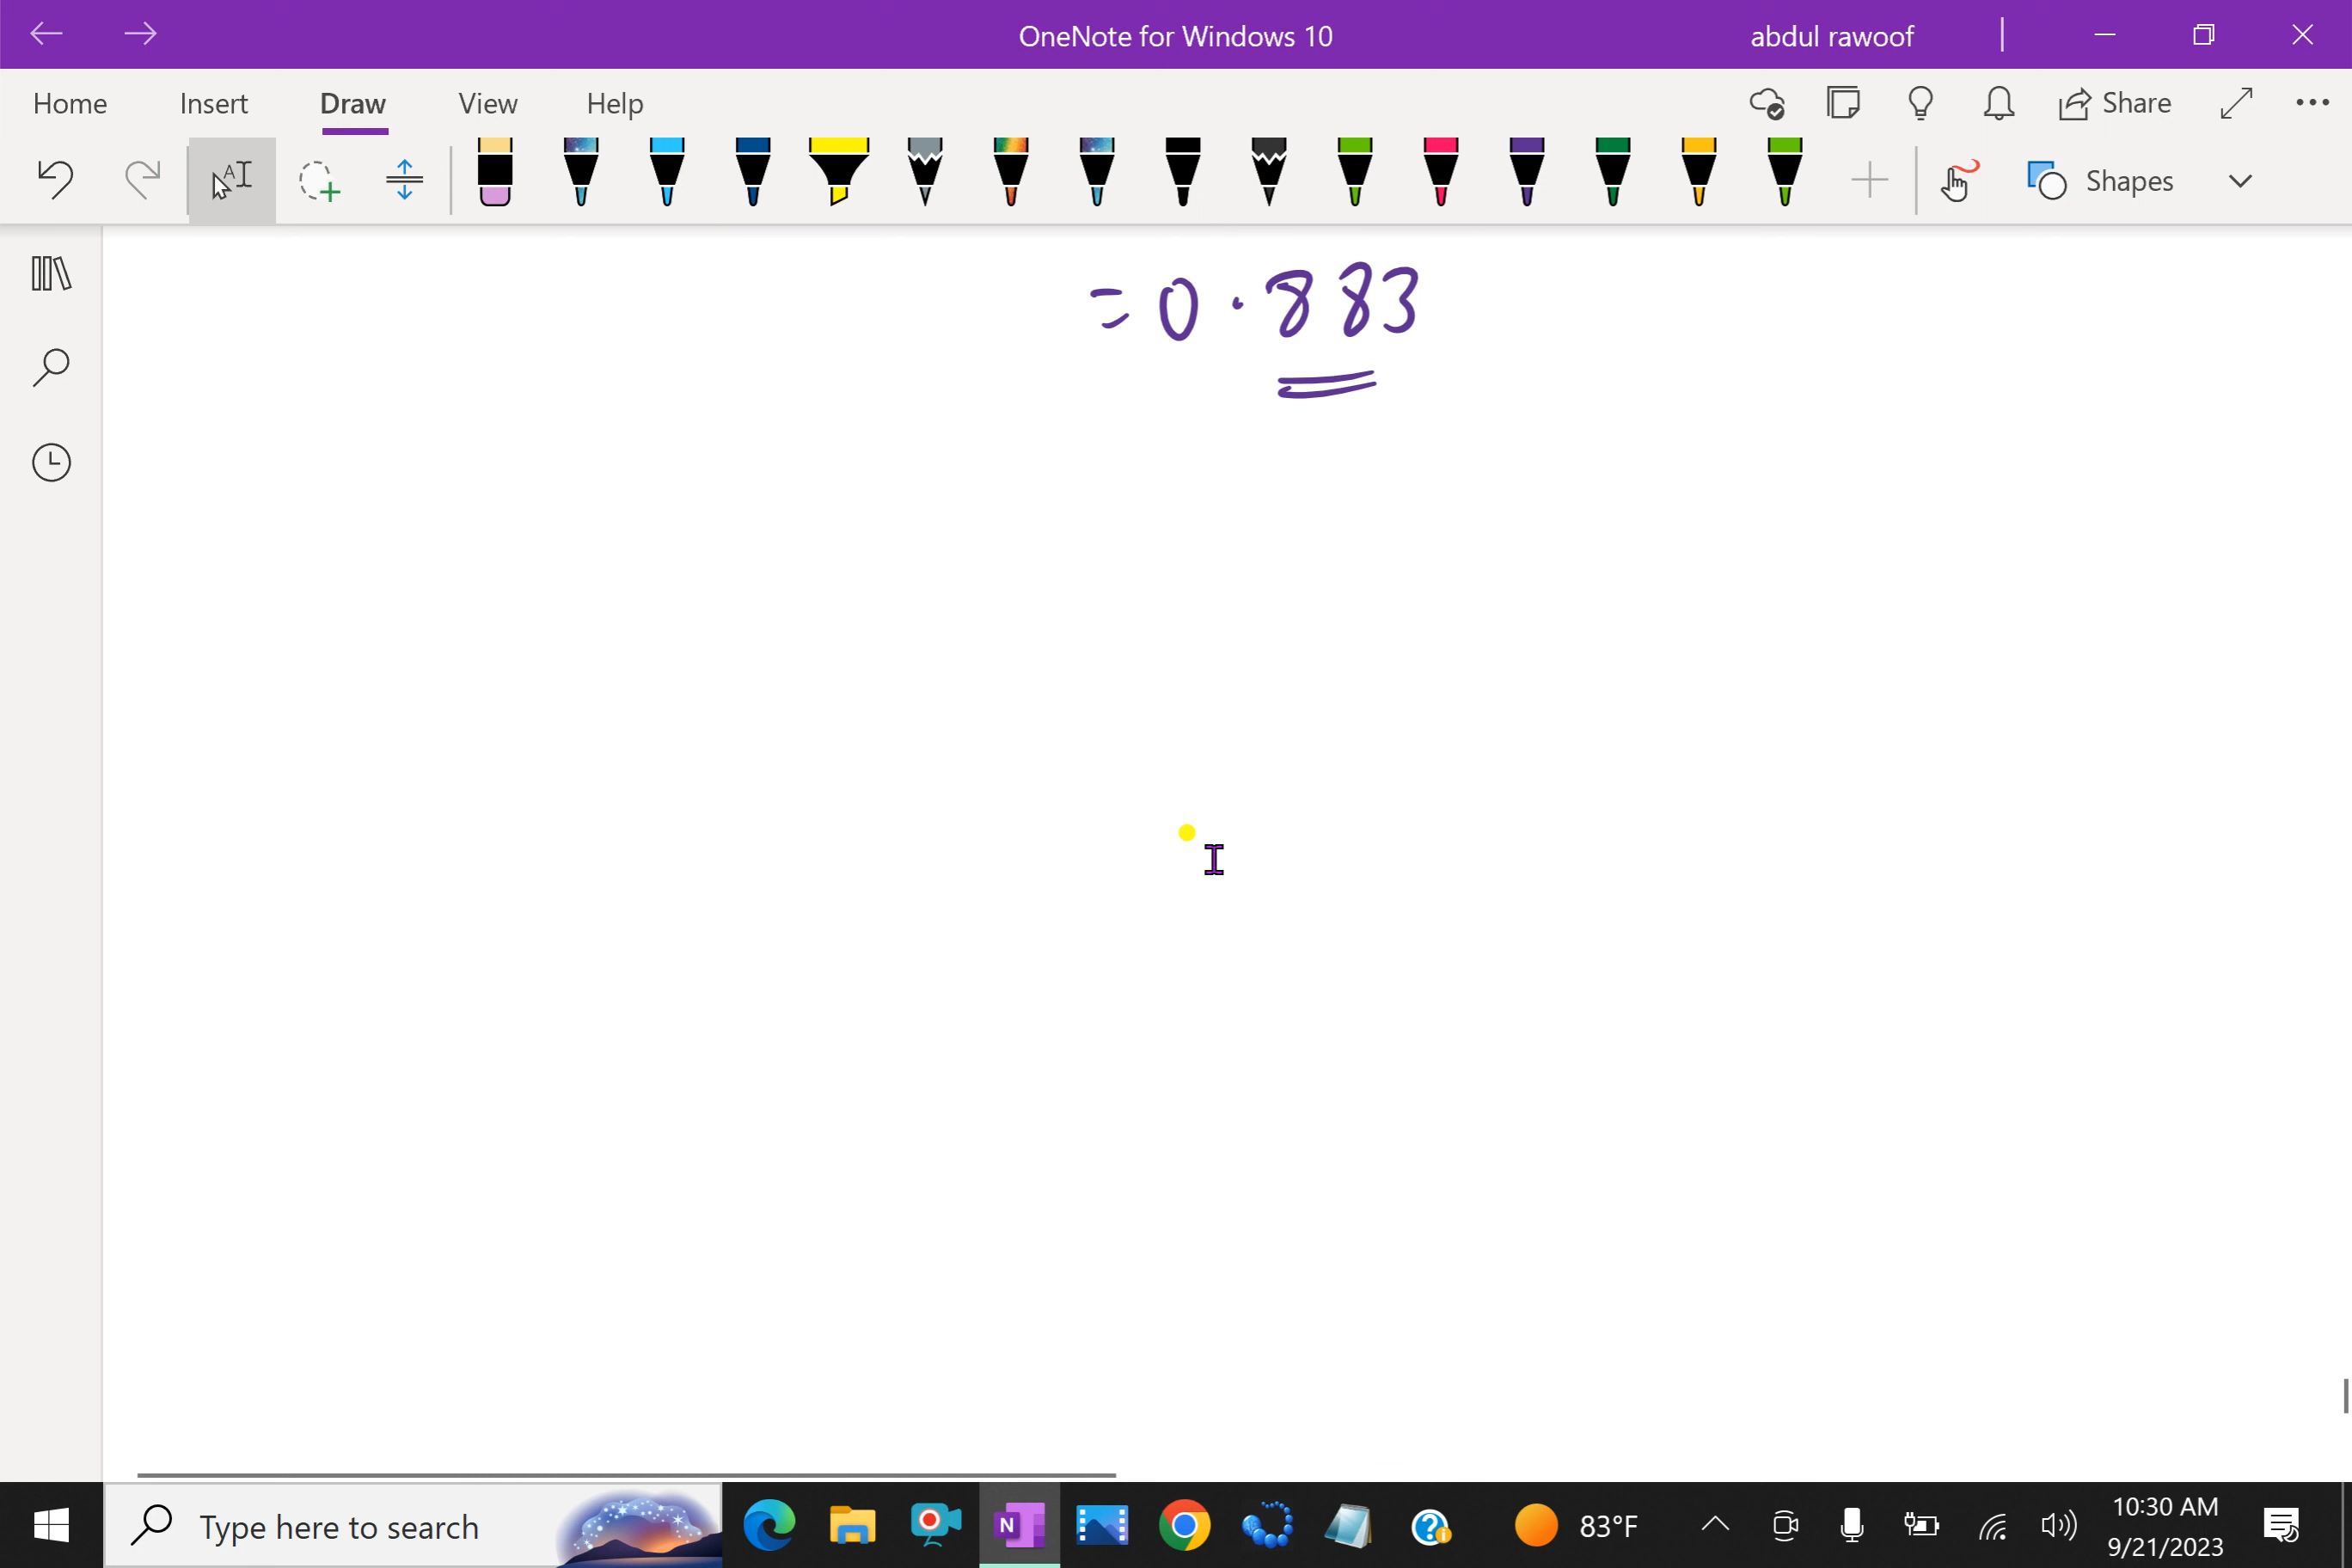 OneNote for Windows 10
abdul rawoof
Home Insert Draw View Help
Share
Shapes
= 0.883
Type here to search
83°F
10:30 AM
9/21/2023